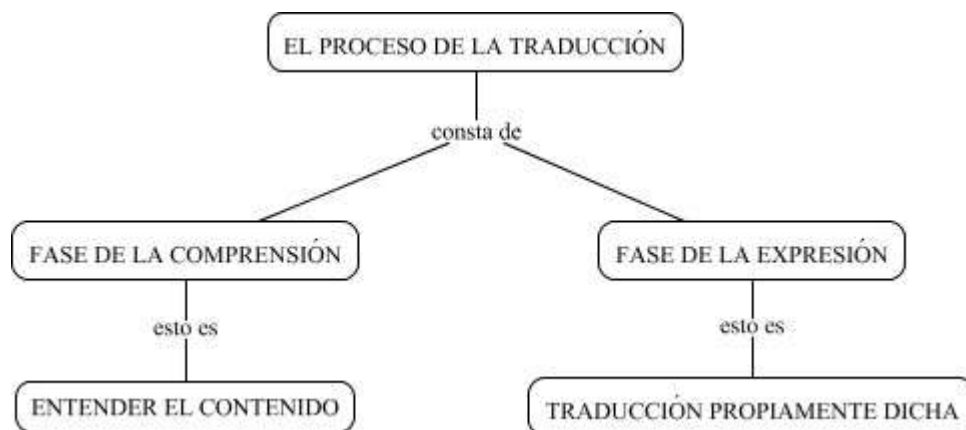 EL PROCESO DE LA TRADUCCIÓN
consta de
FASE DE LA COMPRENSIÓN
FASE DE LA EXPRESIÓN
esto es
esto es
ENTENDER EL CONTENIDO
TRADUCCIÓN PROPIAMENTE DICHA